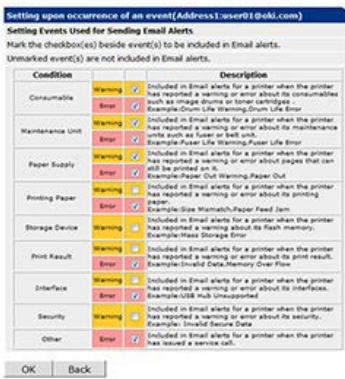 Setting upon occurrence of an event(Address1:user01@oki.com)
Setting Events Used for Sending Email Alerts
Mark the checkbox(es) beside event(s) to be included in Email alerts.
Unmarked event(s) are not included in Email alerts.
Condition Description
Consumable
Warning
Error
Included in Email alerts for a printer when the printer
has reported a warning or error about its consumables
such as image drums or toner cartridges .
Example:Drum Life Warning,Drum Life Error
Maintenance Unit
Warning
Error
Included in Email alerts for a printer when the printer
has reported a warning or error about its maintenance
units such as fuser or belt unit.
Example:Fuser Life Warning,Fuser Life Error
Paper Supply
Warning
Error
Included in Email alerts for a printer when the printer
has reported a warning or error about pages that can
still be printed on it.
Example:Paper Out Warning,Paper Out
Printing Paper
Warning
Error
Included in Email alerts for a printer when the printer
has reported a warning or error about its printing
paper.
Example:Size Mismatch,Paper Feed Jam
Storage Device
Warning
Included in Email alerts for a printer when the printer
has reported a warning about its flash memory.
Example:Mass Storage Error
Print Result
Warning
Error
Included in Email alerts for a printer when the printer
has reported a warning or error about its print result.
Example:Invalid Data,Memory Over Flow
Interface
Warning
Error
Included in Email alerts for a printer when the printer
has reported a warning or error about its interfaces.
Example:USB Hub Unsupported
Security
Warning
Included in Email alerts for a printer when the printer
has reported a warning or error about its security.
Example: Invalid Secure Data
Other
Error
Included in Email alerts for a printer when the printer
has issued a service call.
OK Back